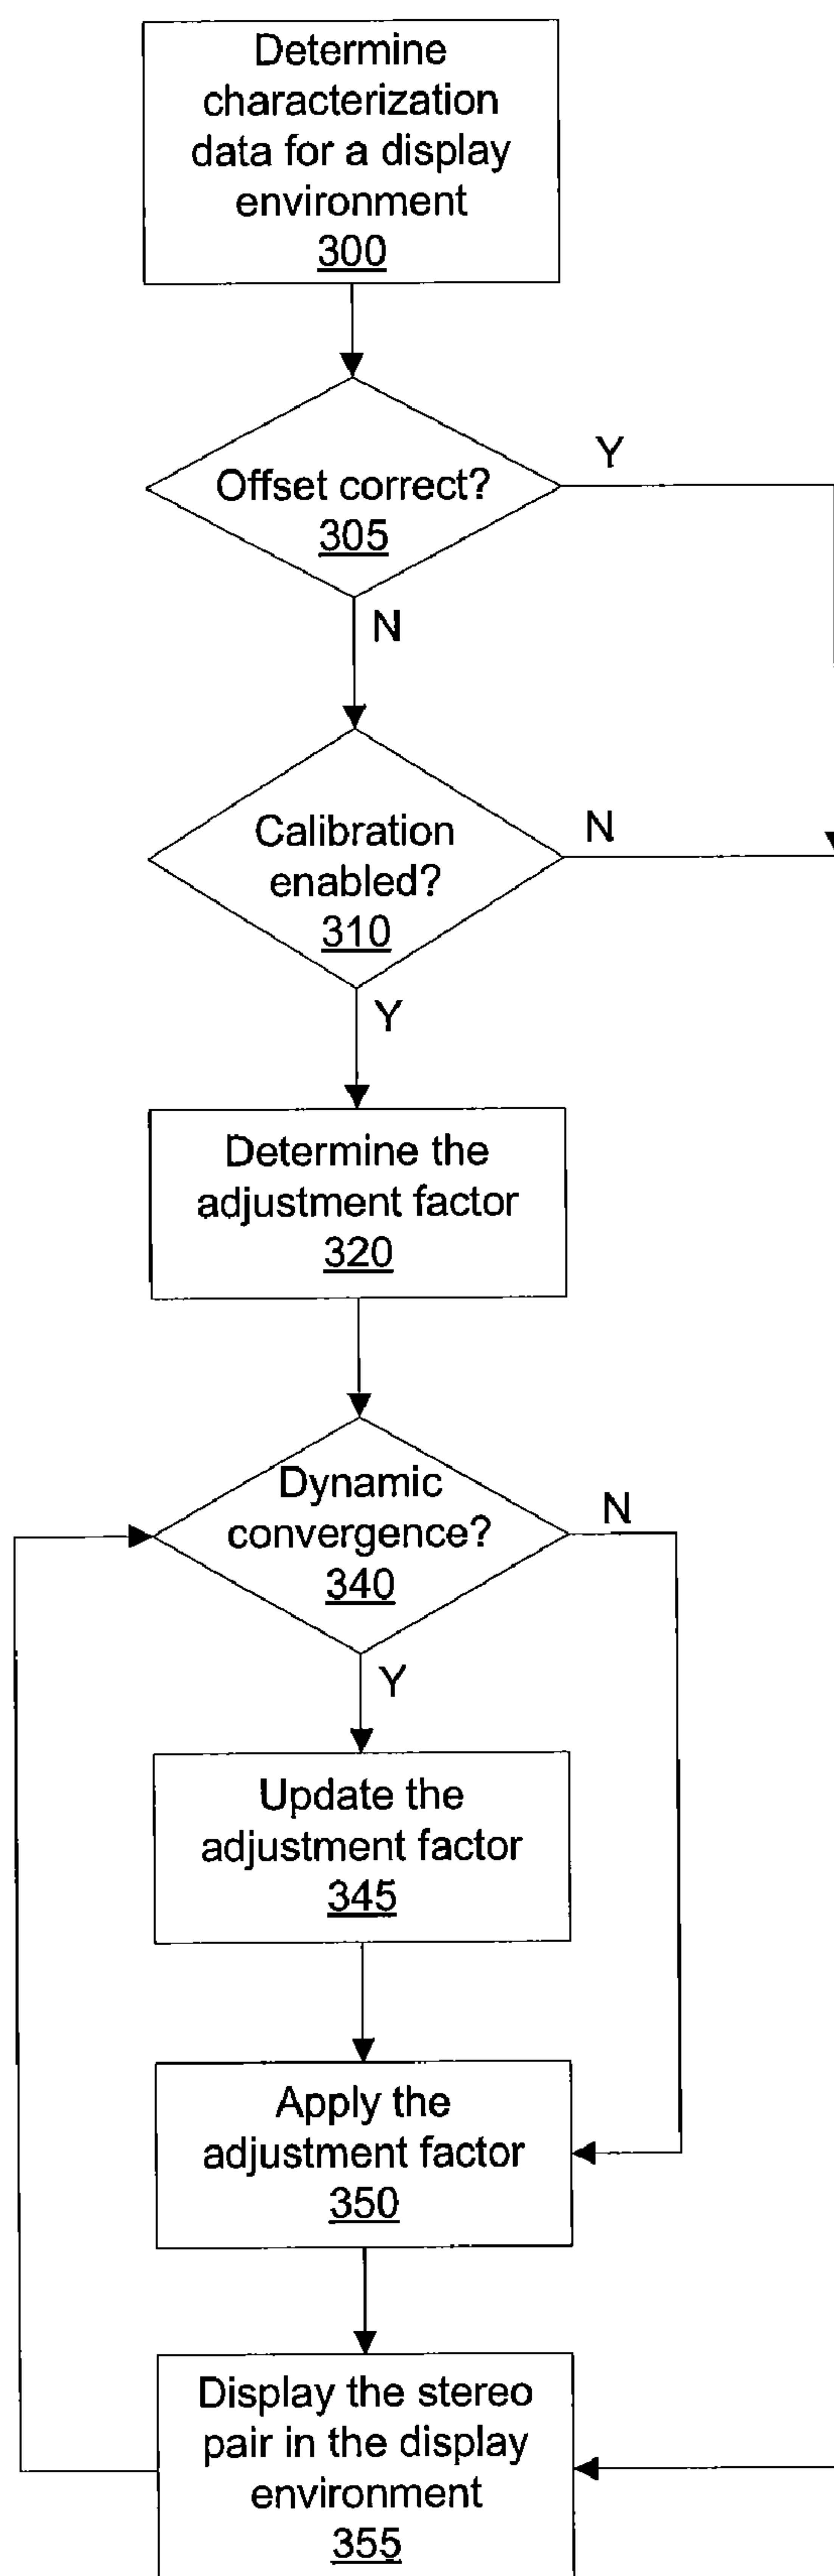 Determine
characterization
data for a display
environment
300
Offset correct?
305
Y
N
Calibration
enabled?
310
N
Y
Determine the
adjustment factor
320
Dynamic
convergence?
340
N
Y
Update the
adjustment factor
345
Apply the
adjustment factor
350
Display the stereo
pair in the display
environment
355